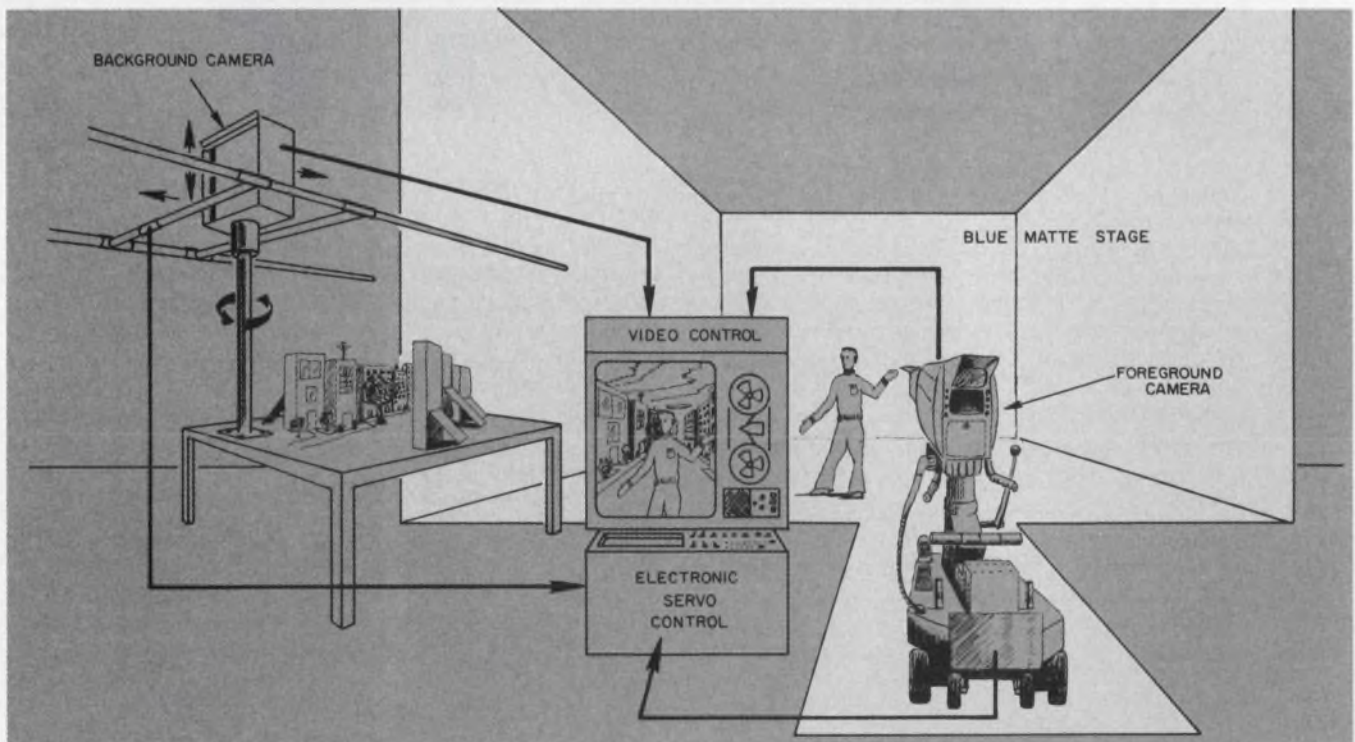 BACKGROUND CAMERA
BLUE MATTE STAGE
VIDEO CONTROL
FOREGROUND
CAMERA
ELECTRONIC
SERVO
CONTROL